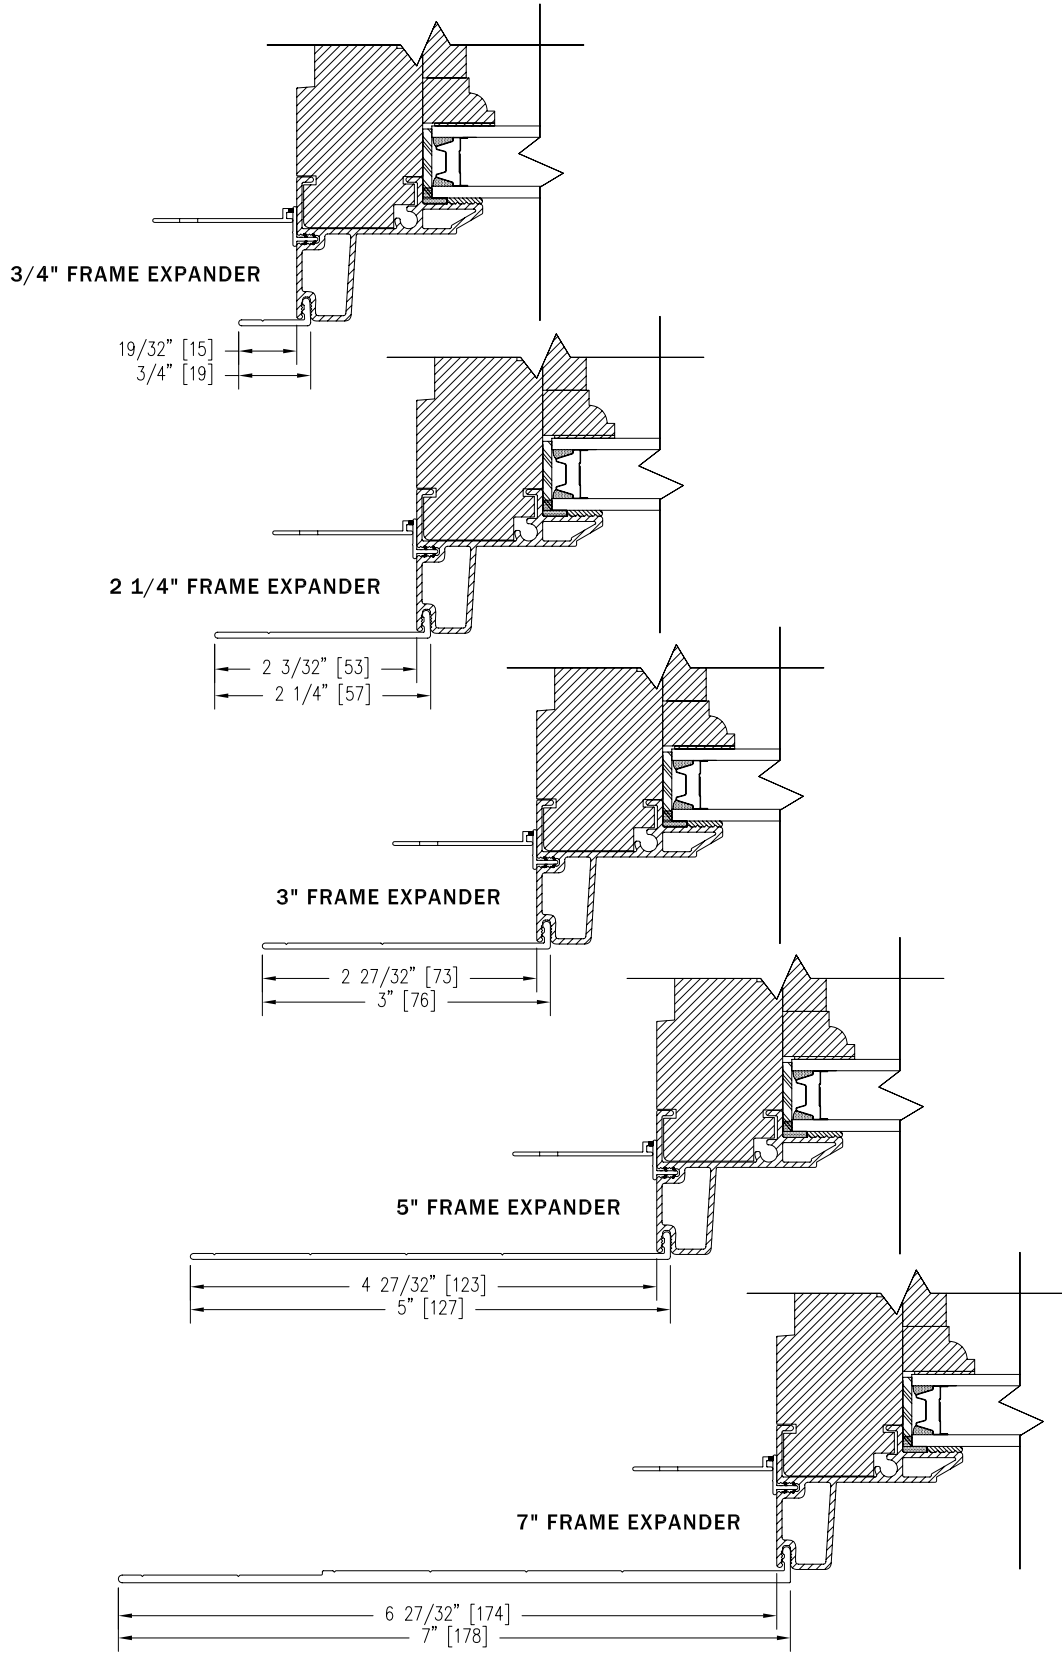 3/4" FRAME EXPANDER
19/32” [15]
3/4” [19]
2 1/4" FRAME EXPANDER
2 3/32” [53]
2 1/4” [57]
3" FRAME EXPANDER
2 27/32” [73]
3” [76]
5" FRAME EXPANDER
4 27/32” [123]
5” [127]
7" FRAME EXPANDER
6 27/32” [174]
7” [178]